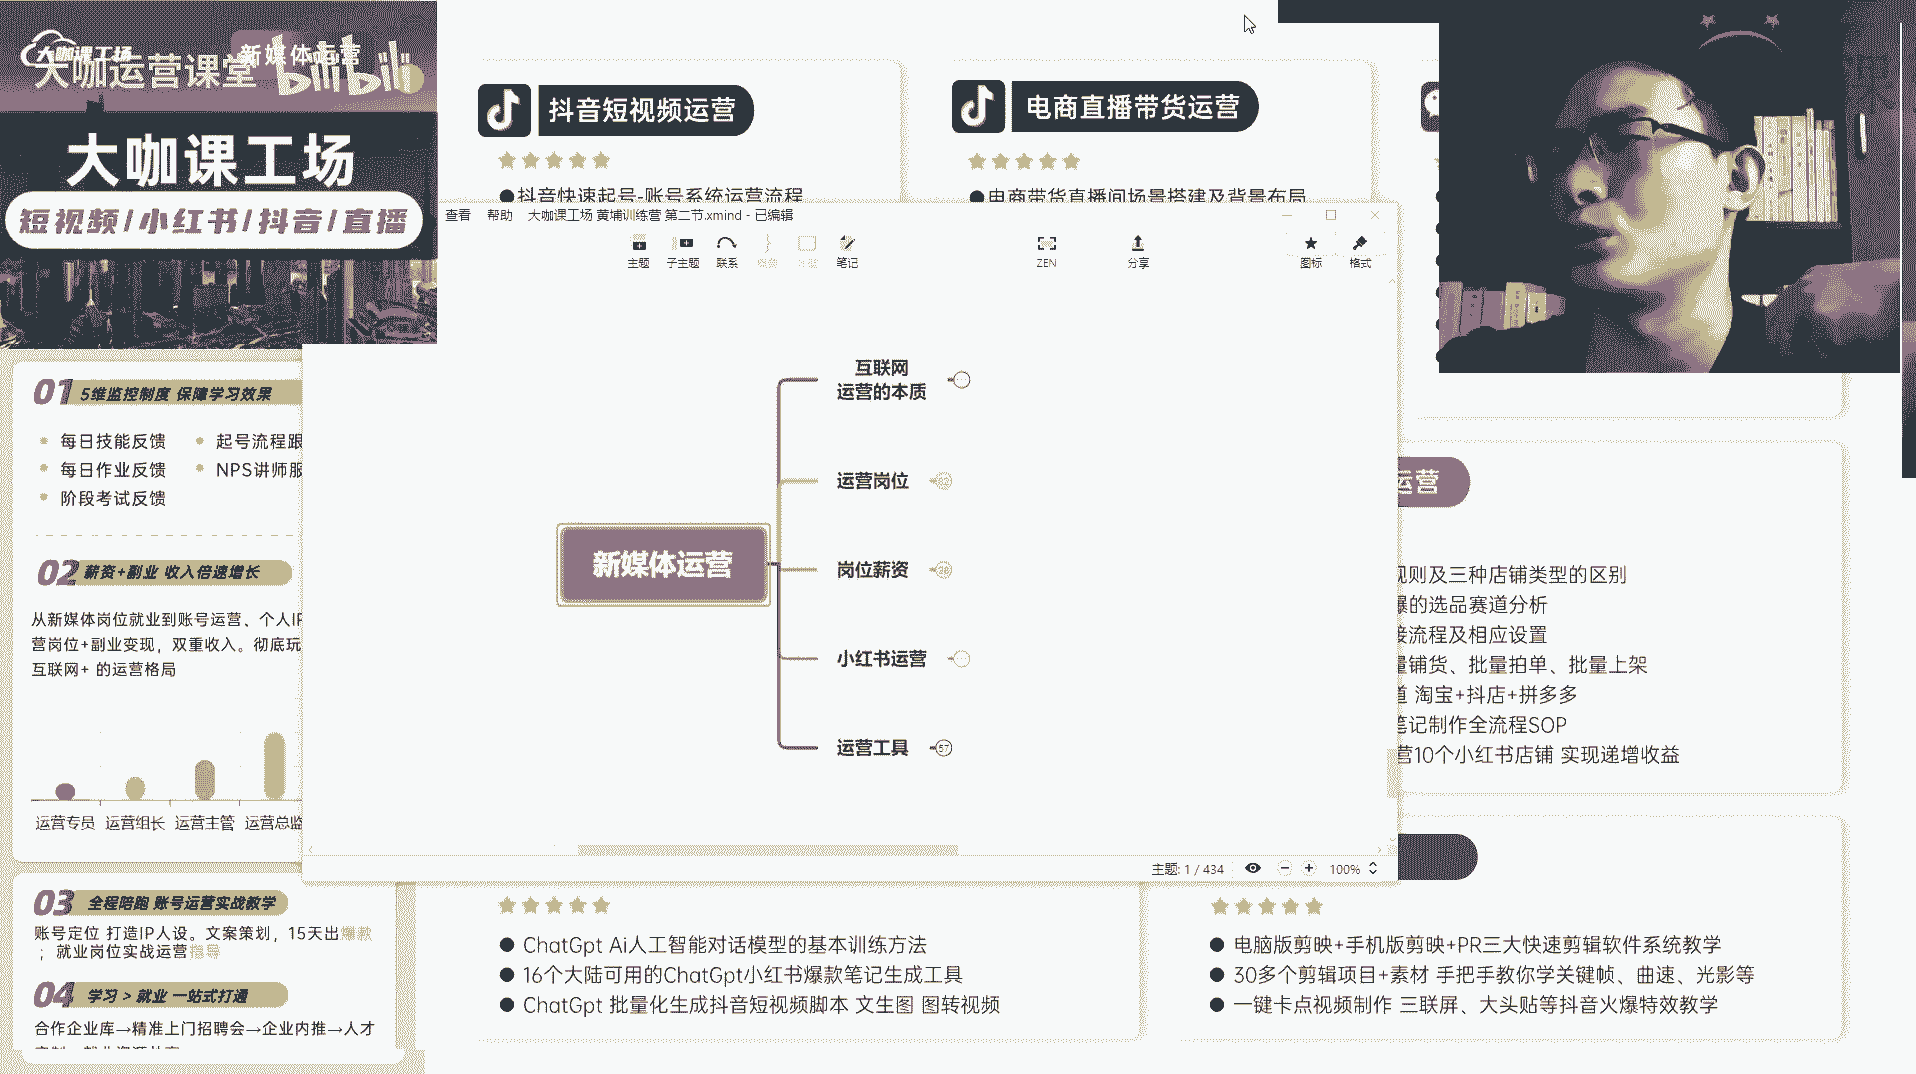 大咖课工场
新媒体运营
大咖运营课堂 bilibili
大咖课工场
短视频/小红书/抖音/直播
01 5维监控制度 保障学习效果
每日技能反馈
起号流程跟
每日作业反馈
NPS讲师服
阶段考试反馈
02 薪资+副业 收入倍速增长
从新媒体岗位就业到账号运营、个人IP
营岗位+副业变现，双重收入。彻底玩
互联网+ 的运营格局
运营专员 运营组长 运营主管 运营总监
03 全程陪跑 账号运营实战教学
账号定位 打造IP人设。文案策划，15天出爆款
；就业岗位实战运营指导
04 学习 > 就业 一站式打通
合作企业库→精准上门招聘会→企业内推→人才
抖音短视频运营
抖音快速起号-账号系统运营流程
电商直播带货运营
电商带货直播间场景搭建及背景布局
查看 帮助 大咖课工场 黄埔训练营 第二节.xmind - 已编辑
主题 子主题 联系 概要 外框 笔记 ZEN 分享 图标 格式
互联网
运营的本质
运营岗位
岗位薪资
新媒体运营
小红书运营
运营工具 57
主题: 1 / 434 100%
运营
规则及三种店铺类型的区别
爆的选品赛道分析
接流程及相应设置
量铺货、批量拍单、批量上架
道 淘宝+抖店+拼多多
笔记制作全流程SOP
营10个小红书店铺 实现递增收益
ChatGpt Ai人工智能对话模型的基本训练方法
16个大陆可用的ChatGpt小红书爆款笔记生成工具
ChatGpt 批量化生成抖音短视频脚本 文生图 图转视频
电脑版剪映+手机版剪映+PR三大快速剪辑软件系统教学
30多个剪辑项目+素材 手把手教你学关键帧、曲速、光影等
一键卡点视频制作 三联屏、大头贴等抖音火爆特效教学